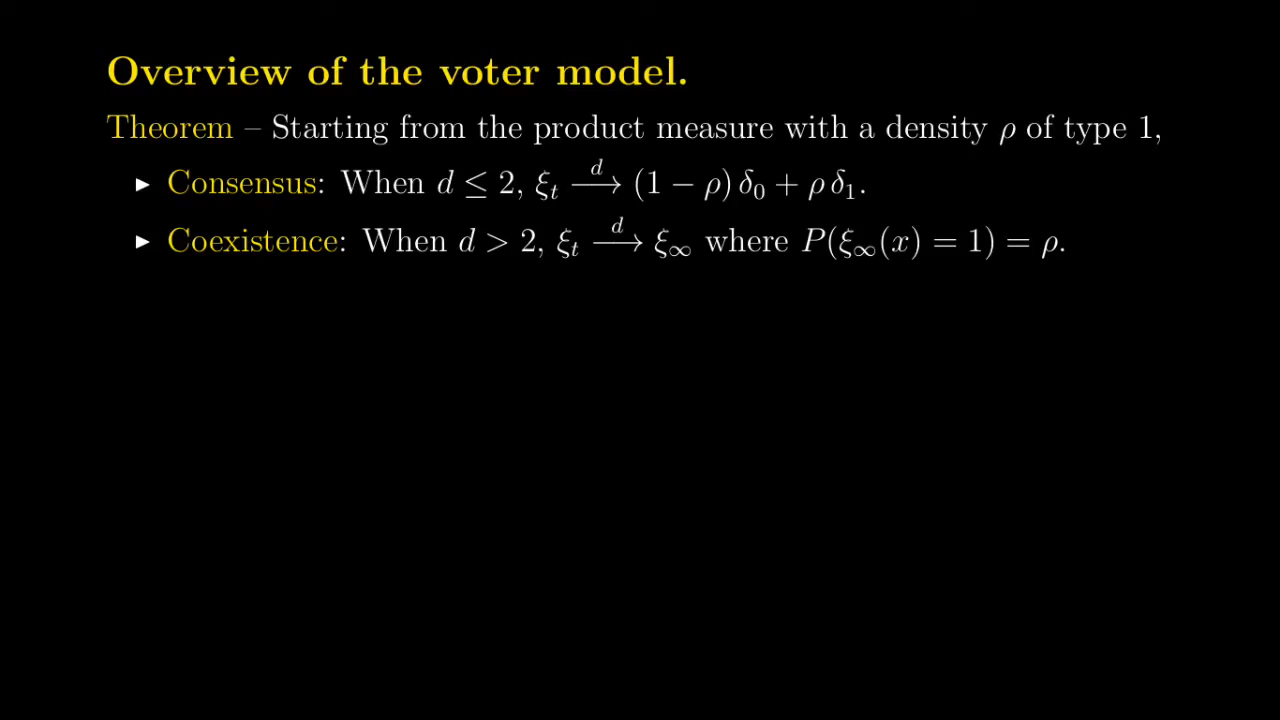 Overview of the voter model.
Theorem – Starting from the product measure with a density ρ of type 1,
▶ Consensus: When d ≤ 2, ξ_t —d→ (1 − ρ) δ_0 + ρ δ_1.
▶ Coexistence: When d > 2, ξ_t —d→ ξ_∞ where P(ξ_∞(x) = 1) = ρ.